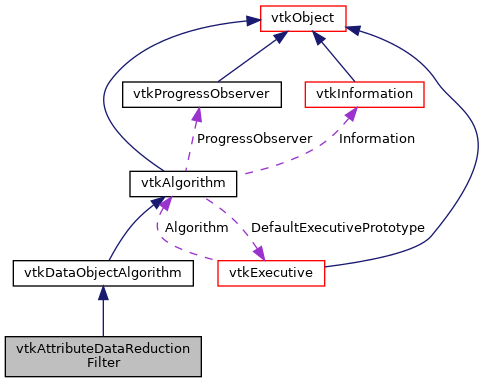 vtkObject
vtkProgressObserver
vtkInformation
ProgressObserver
Information
vtkAlgorithm
Algorithm
DefaultExecutivePrototype
vtkDataObjectAlgorithm
vtkExecutive
vtkAttributeDataReduction
Filter